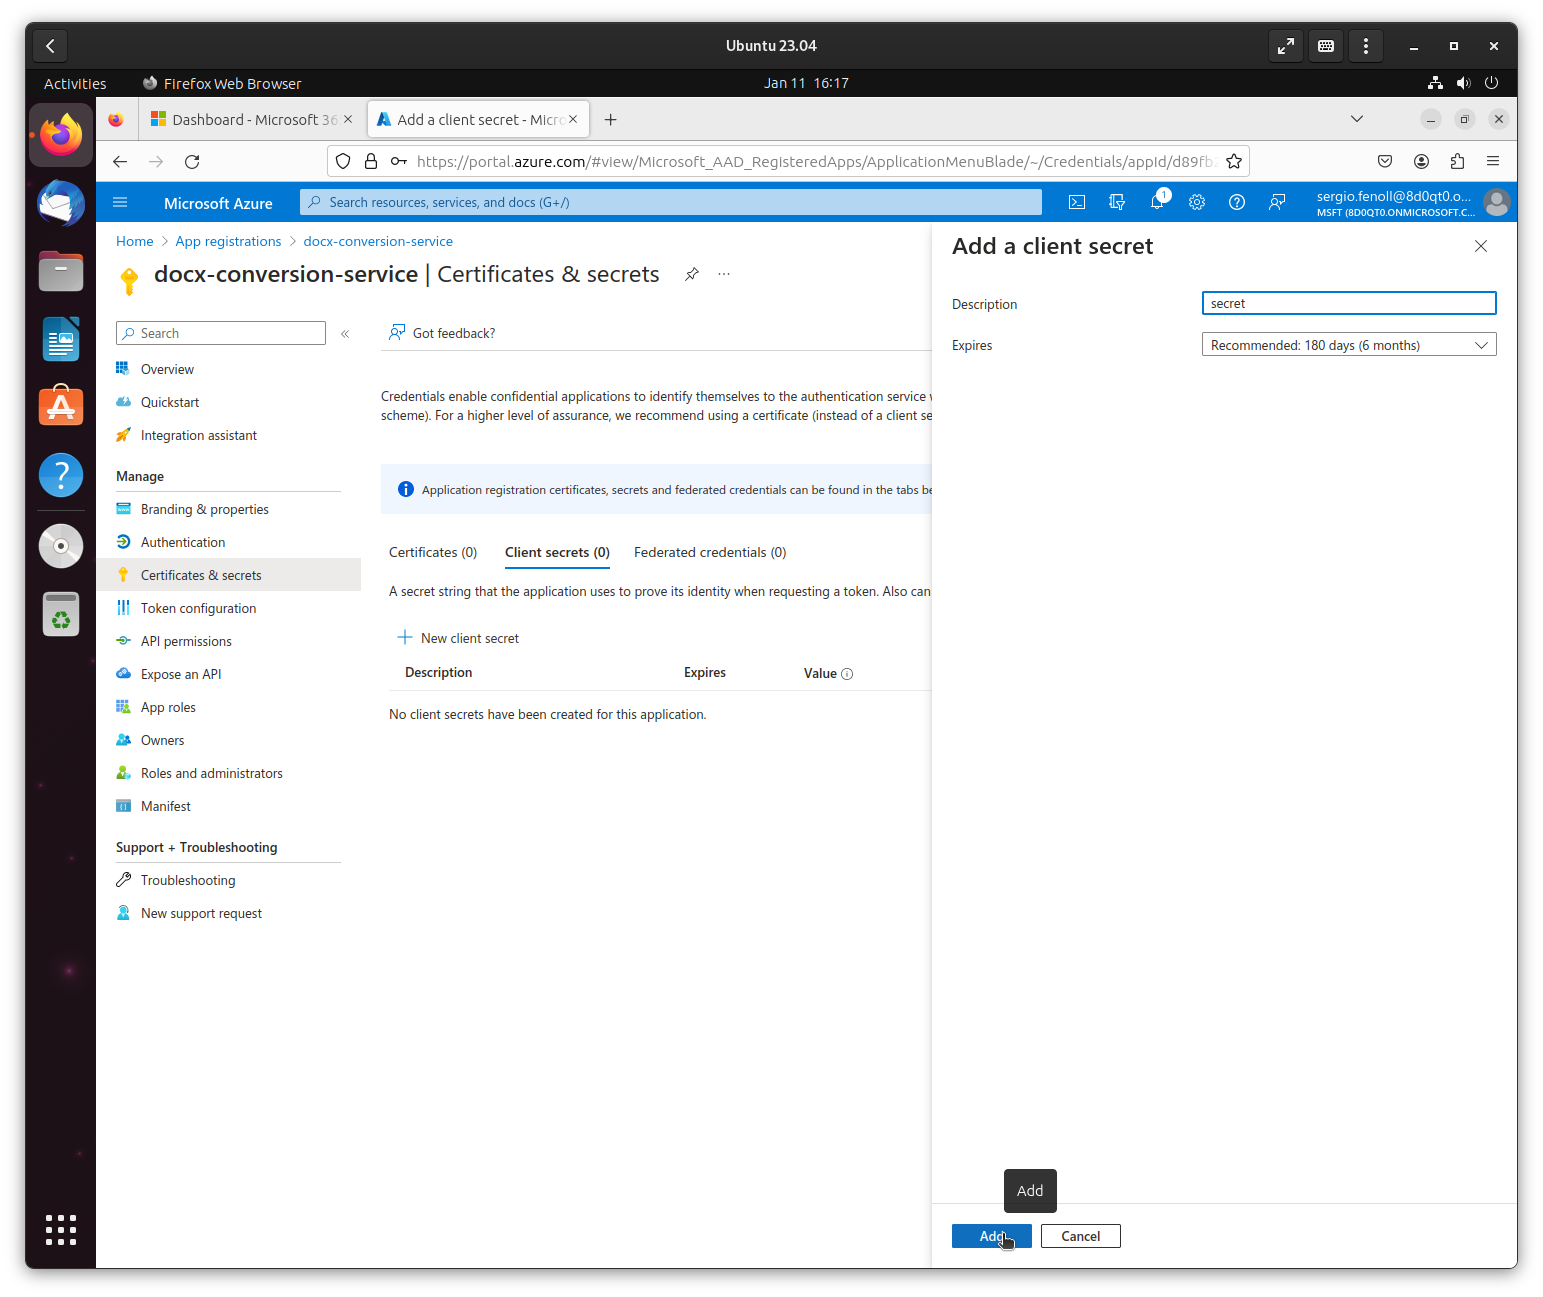 Ubuntu 23.04
Activities
Firefox Web Browser
Jan 11 16:17
Dashboard - Microsoft 36
Add a client secret - Micro
https://portal.azure.com/#view/Microsoft_AAD_RegisteredApps/ApplicationMenuBlade/~/Credentials/appId/d89fb
Microsoft Azure
Search resources, services, and docs (G+/)
1
sergio.fenoll@8d0qt0.o...
MSFT (8D0QT0.ONMICROSOFT.C...
Home > App registrations > docx-conversion-service
docx-conversion-service | Certificates & secrets
...
Search
«
Overview
Quickstart
Integration assistant
Manage
Branding & properties
Authentication
Certificates & secrets
Token configuration
API permissions
Expose an API
App roles
Owners
Roles and administrators
Manifest
Support + Troubleshooting
Troubleshooting
New support request
Got feedback?
Credentials enable confidential applications to identify themselves to the authentication service
scheme). For a higher level of assurance, we recommend using a certificate (instead of a client se
Application registration certificates, secrets and federated credentials can be found in the tabs be
Certificates (0)
Client secrets (0)
Federated credentials (0)
A secret string that the application uses to prove its identity when requesting a token. Also can
New client secret
Description
Expires
Value
No client secrets have been created for this application.
Add a client secret
Description
secret
Expires
Recommended: 180 days (6 months)
Add
Add
Cancel